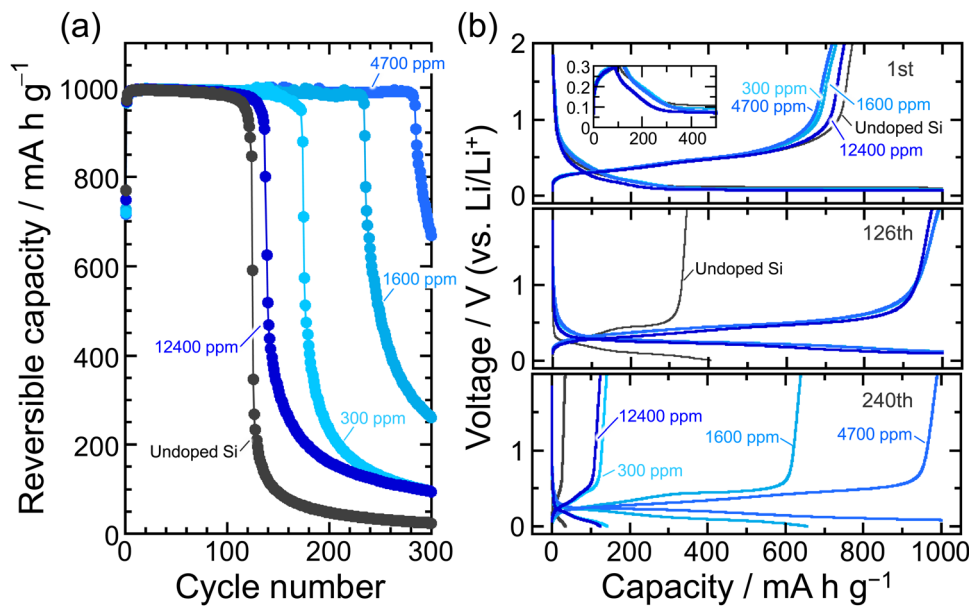 (a)
Reversible capacity / mA h g⁻¹
1000
800
600
400
200
0
0
100
200
300
Cycle number
4700 ppm
1600 ppm
12400 ppm
300 ppm
Undoped Si
(b)
Voltage / V (vs. Li/Li⁺)
2
1
0
1st
0.3
0.2
0.1
0
0
200
400
300 ppm
4700 ppm
1600 ppm
Undoped Si
12400 ppm
1
0
126th
Undoped Si
1
0
240th
12400 ppm
300 ppm
1600 ppm
4700 ppm
0
200
400
600
800
1000
Capacity / mA h g⁻¹